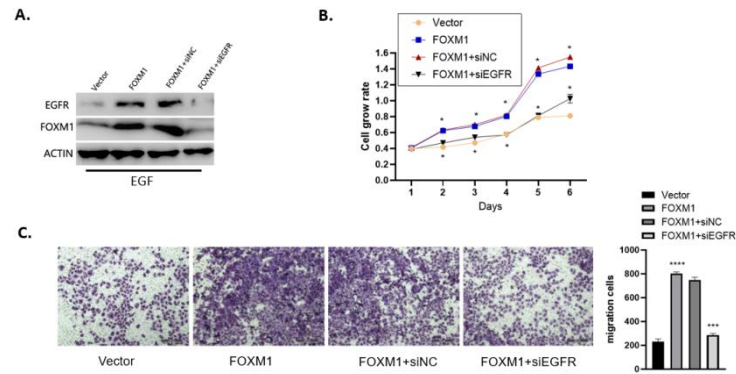 A.
Vector
FOXM1
FOXM1+siNC
FOXM1+siEGFR
EGFR
FOXM1
ACTIN
EGF
B.
Vector
FOXM1
FOXM1+siNC
FOXM1+siEGFR
Cell grow rate
1.6
1.4
1.2
1.0
0.8
0.6
0.4
0.2
0.0
* * * * *
* * * * *
1 2 3 4 5 6
Days
C.
Vector
FOXM1
FOXM1+siNC
FOXM1+siEGFR
Vector
FOXM1
FOXM1+siNC
FOXM1+siEGFR
migration cells
1000
800
600
400
200
0
****
***